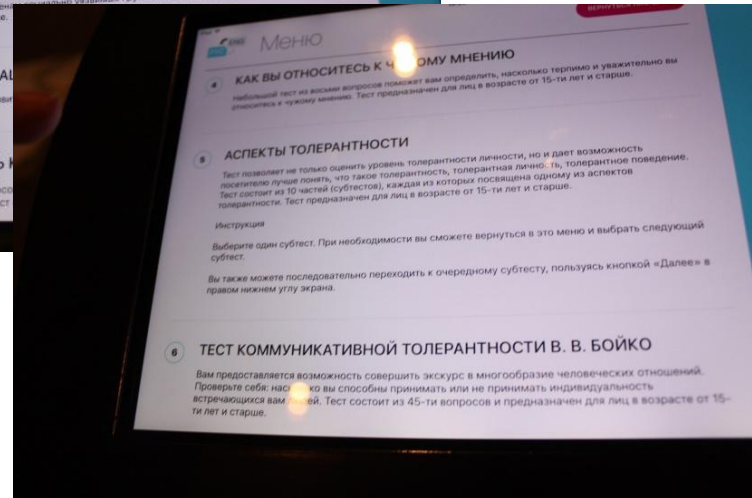 Меню
4 КАК ВЫ ОТНОСИТЕСЬ К МНЕНИЮ
Небольшой тест из восьми вопросов поможет вам определить, насколько терпимо и уважительно вы
относитесь к чужому мнению. Тест предназначен для лиц в возрасте от 15-ти лет и старше.
5 АСПЕКТЫ ТОЛЕРАНТНОСТИ
Тест позволяет не только оценить уровень толерантности личности, но и дает возможность
посетителю лучше понять, что такое толерантность, толерантная личность, толерантное поведение.
Тест состоит из 10 частей (субтестов), каждая из которых посвящена одному из аспектов
толерантности. Тест предназначен для лиц в возрасте от 15-ти лет и старше.
Инструкция
Выберите один субтест. При необходимости вы сможете вернуться в это меню и выбрать следующий
субтест.
Вы также можете последовательно переходить к очередному субтесту, пользуясь кнопкой «Далее» в
правом нижнем углу экрана.
6 ТЕСТ КОММУНИКАТИВНОЙ ТОЛЕРАНТНОСТИ В. В. БОЙКО
Вам предоставляется возможность совершить экскурс в многообразие человеческих отношений.
Проверьте себя: вы способны принимать или не принимать индивидуальность
встречающихся вам Тест состоит из 45-ти вопросов и предназначен для лиц в возрасте от 15-
ти лет и старше.